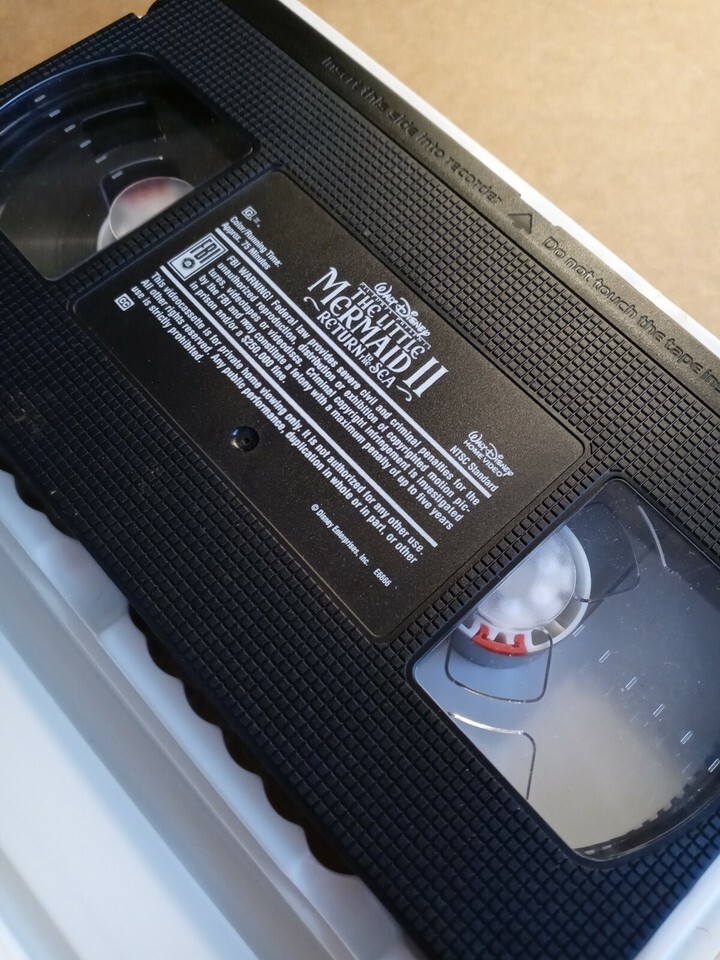 Insert this side into recorder
Do not touch the tape in
G
Color/Running Time:
Approx. 75 Minutes
WALT DISNEY
THE LITTLE
MERMAID II
RETURN TO THE SEA
WALT DISNEY
HOME VIDEO
NTSC Standard
FBI
FBI WARNING! Federal law provides severe civil and criminal penalties for the
unauthorized reproduction, distribution or exhibition of copyrighted motion pic-
tures, videotapes or videodiscs. Criminal copyright infringement is investigated
by the FBI and may constitute a felony with a maximum penalty of up to five years
in prison and/or a $250,000 fine.
This videocassette is for private home viewing only. It is not authorized for any other use.
All other rights reserved. Any public performance, duplication in whole or in part, or other
use is strictly prohibited.
CC
© Disney Enterprises, Inc. E6666